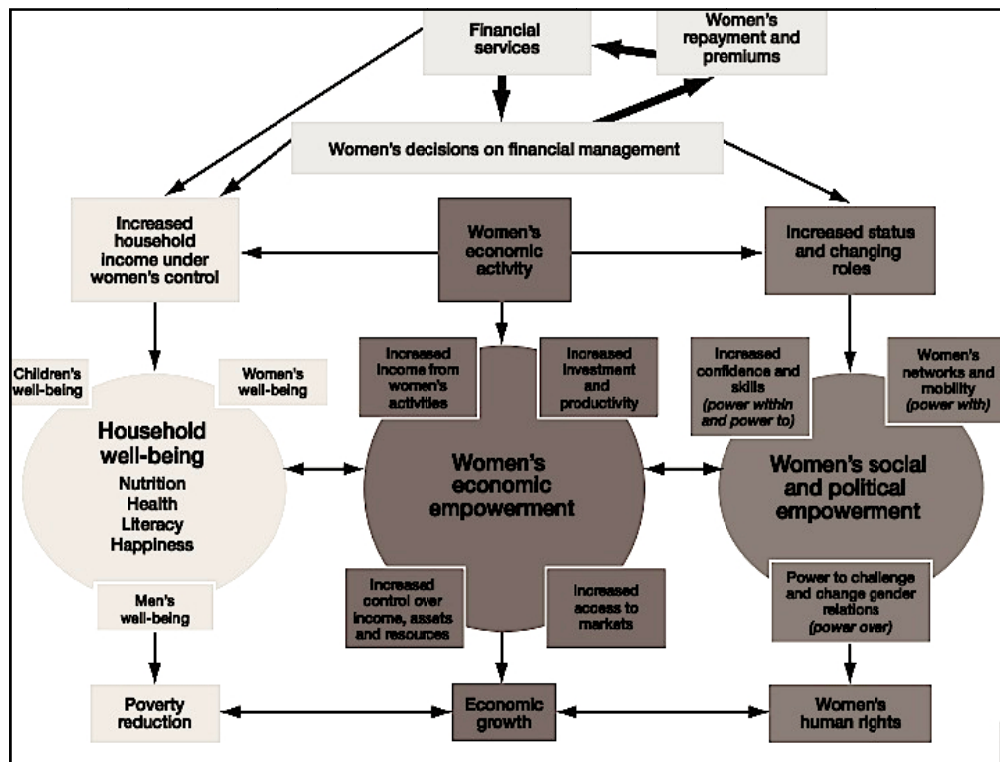 Financial
services
Women's
repayment and
premiums
Women's decisions on financial management
Increased
household
income under
women's control
Women's
economic
activity
Increased status
and changing
roles
Children's
well-being
Women's
well-being
Increased
income from
women's
activities
Increased
investment
and
productivity
Increased
confidence and
skills
(power within
and power to)
Women's
networks and
mobility
(power with)
Household
well-being
Nutrition
Health
Literacy
Happiness
Women's
economic
empowerment
Women's social
and political
empowerment
Men's
well-being
Increased
control over
income, assets
and resources
Increased
access to
markets
Power to challenge
and change gender
relations
(power over)
Poverty
reduction
Economic
growth
Women's
human rights